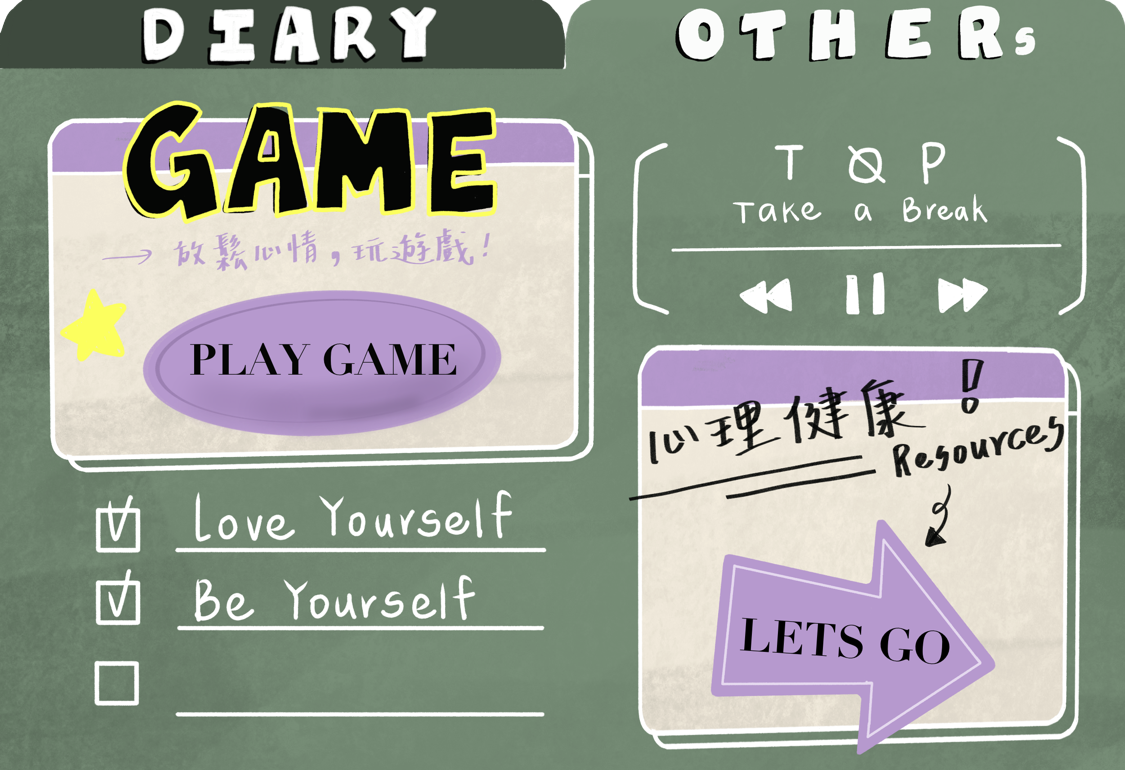 DIARY
OTHERs
GAME
→ 放鬆心情，玩遊戲！
PLAY GAME
Love Yourself
Be Yourself
TØP
Take a Break
心理健康！
Resources
LETS GO